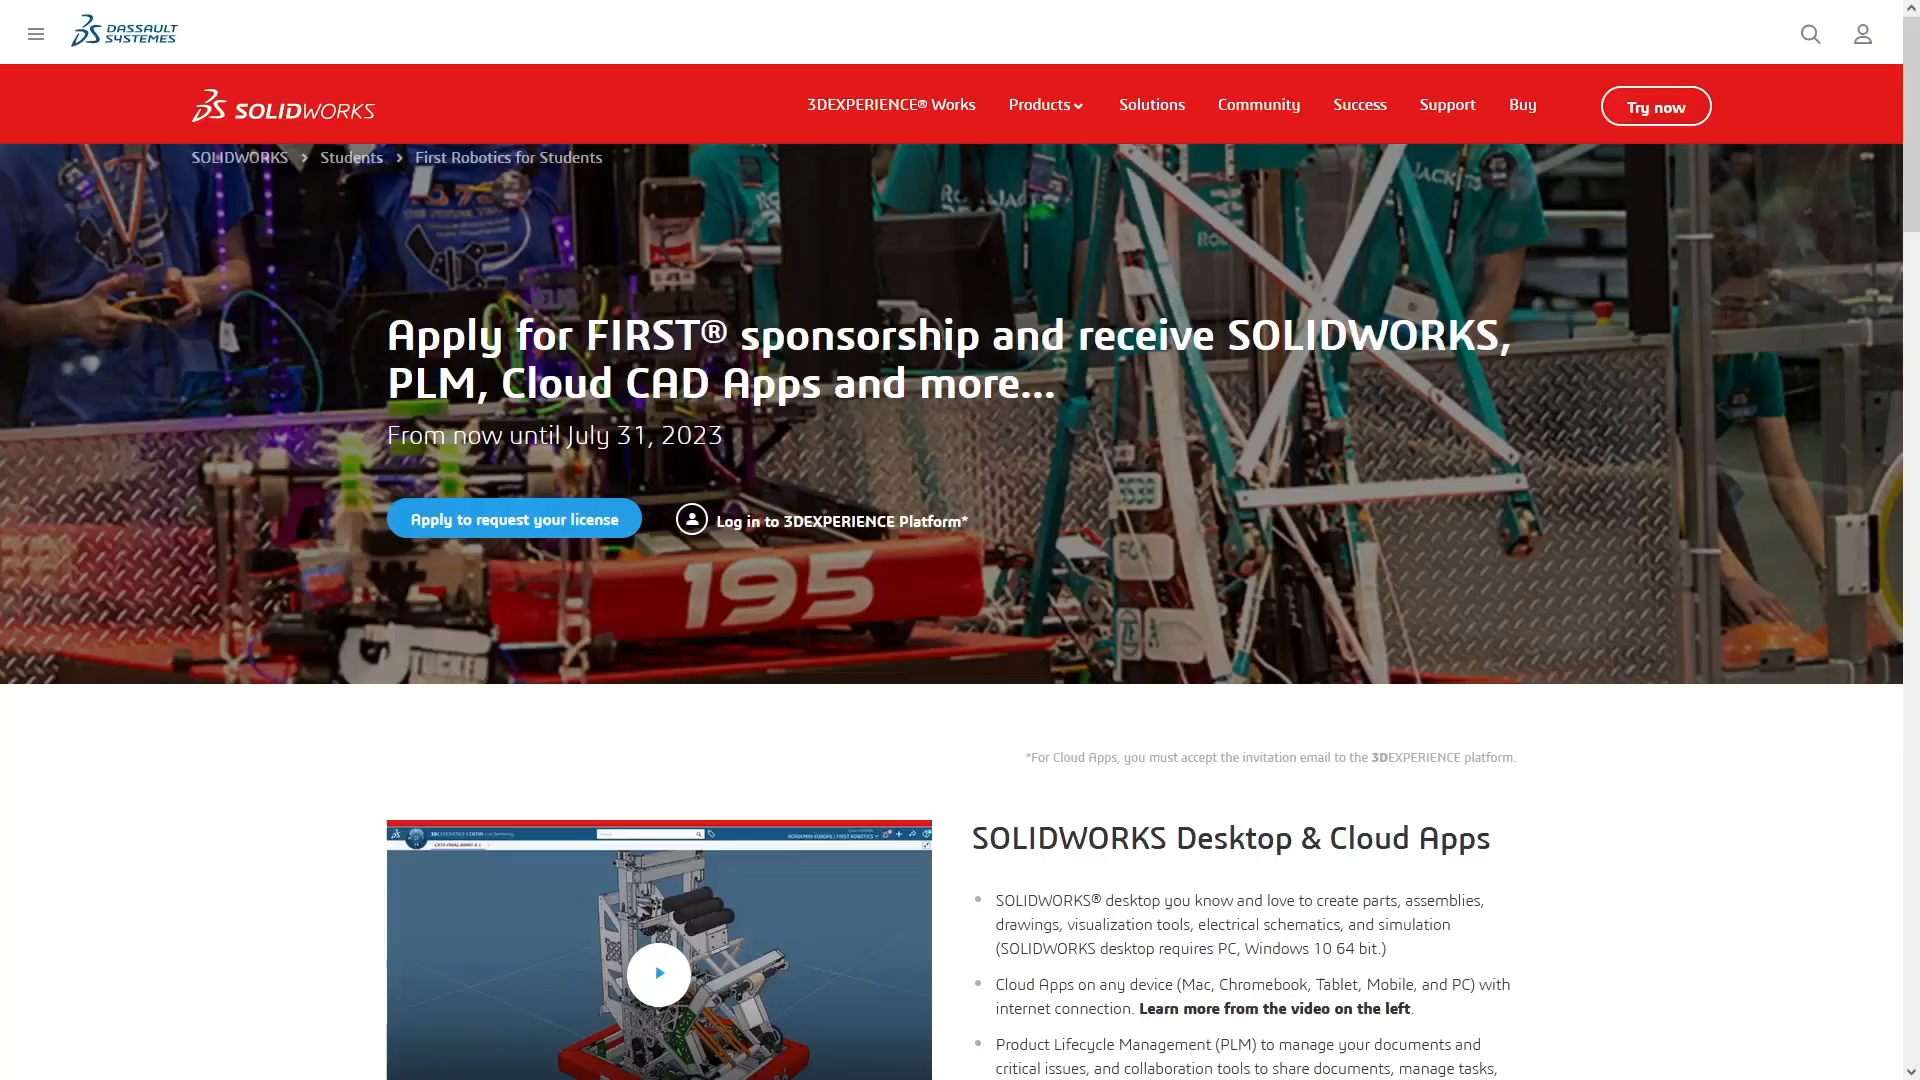 DASSAULT
SYSTEMES
SOLIDWORKS
3DEXPERIENCE® Works
Products
Solutions
Community
Success
Support
Buy
Try now
SOLIDWORKS
Students
First Robotics for Students
Apply for FIRST® sponsorship and receive SOLIDWORKS,
PLM, Cloud CAD Apps and more...
From now until July 31, 2023
Apply to request your license
Log in to 3DEXPERIENCE Platform*
195
TUCKER
*For Cloud Apps, you must accept the invitation email to the 3DEXPERIENCE platform.
SOLIDWORKS Desktop & Cloud Apps
SOLIDWORKS® desktop you know and love to create parts, assemblies,
drawings, visualization tools, electrical schematics, and simulation
(SOLIDWORKS desktop requires PC, Windows 10 64 bit.)
Cloud Apps on any device (Mac, Chromebook, Tablet, Mobile, and PC) with
internet connection. Learn more from the video on the left.
Product Lifecycle Management (PLM) to manage your documents and
critical issues, and collaboration tools to share documents, manage tasks,